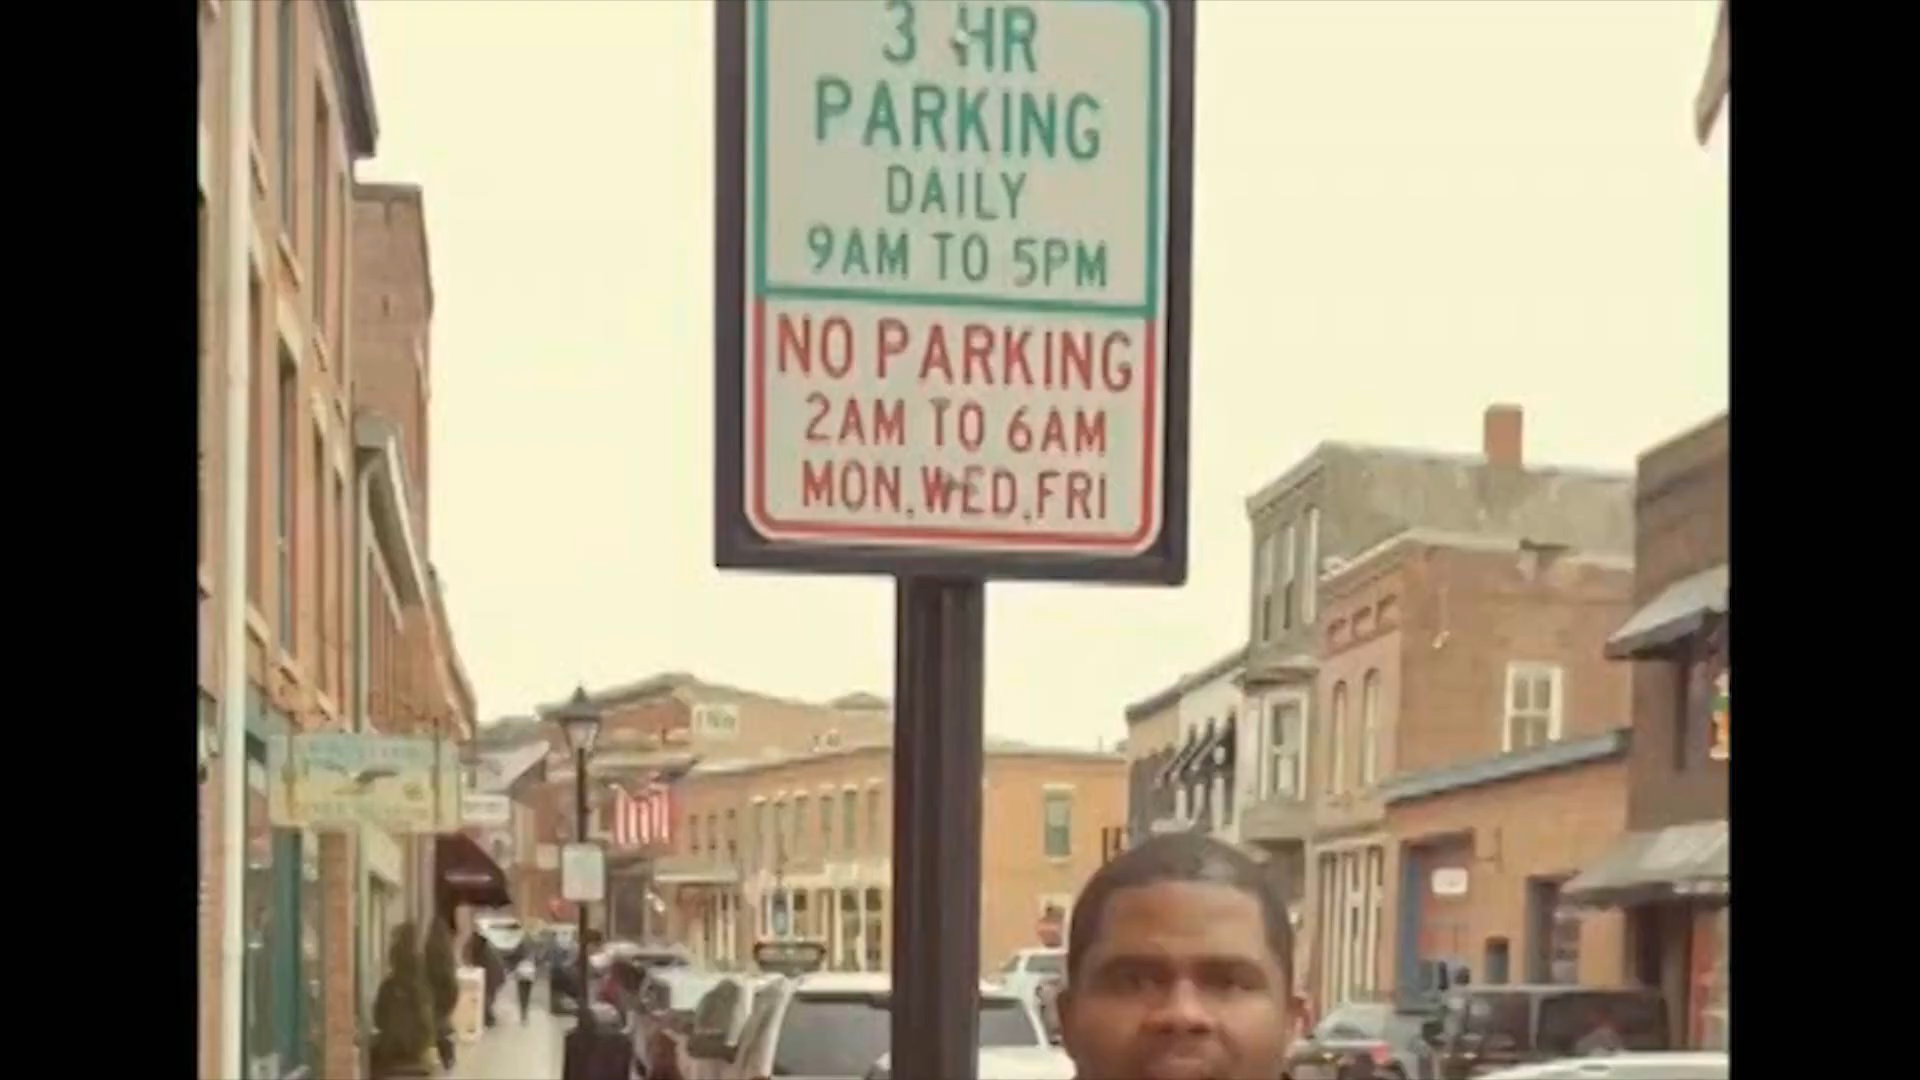 3 HR
PARKING
DAILY
9AM TO 5PM
NO PARKING
2AM TO 6AM
MON, WED, FRI